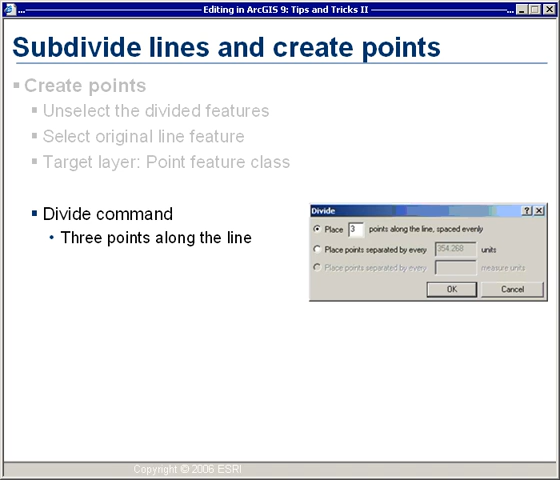 Editing in ArcGIS 9: Tips and Tricks II
Subdivide lines and create points
Create points
Unselect the divided features
Select original line feature
Target layer: Point feature class
Divide command
Three points along the line
Divide
Place 3 points along the line, spaced evenly
Place points separated by every 354.268 units
Place points separated by every measure units
OK Cancel
Copyright © 2006 ESRI